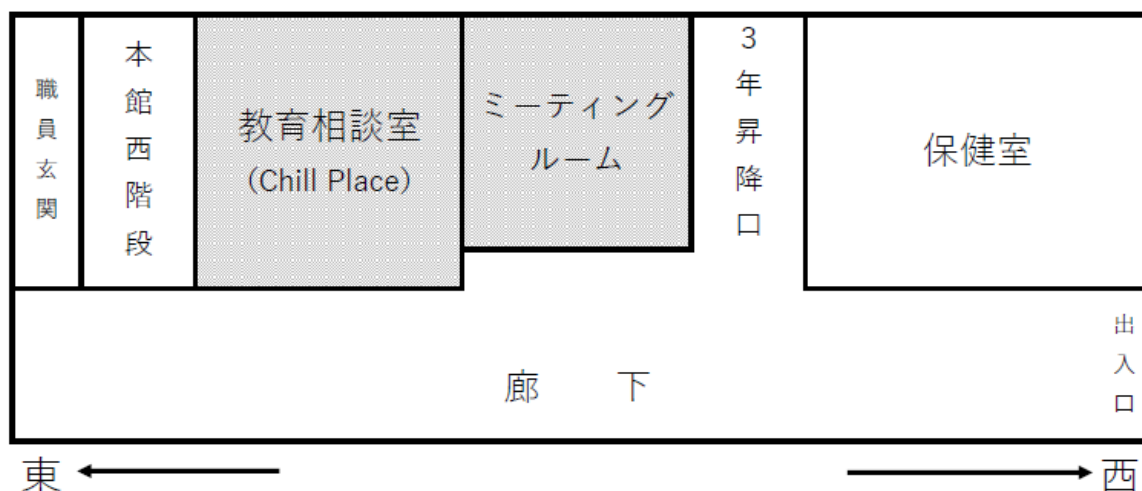 職員玄関
本館西階段
教育相談室
(Chill Place)
ミーティング
ルーム
3年昇降口
保健室
出入口
廊　下
東
西